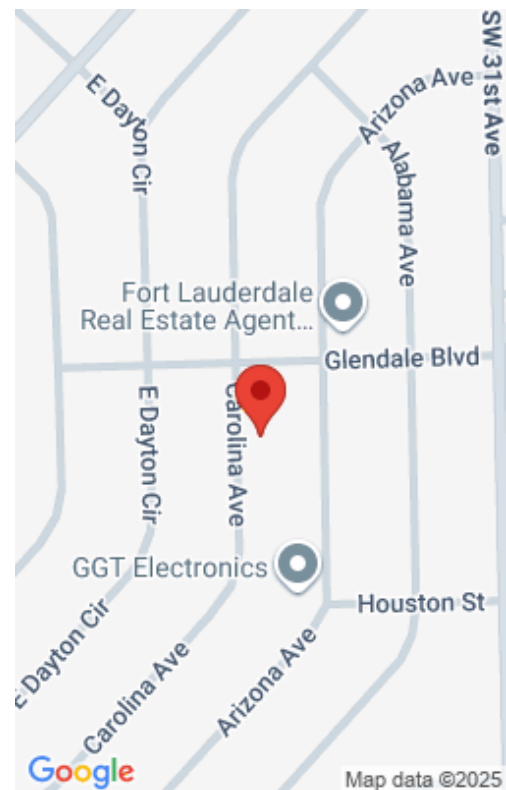 SW 31st Ave
E Dayton Cir
Arizona Ave
Alabama Ave
Fort Lauderdale
Real Estate Agent...
Glendale Blvd
E Dayton Cir
Carolina Ave
GGT Electronics
Houston St
E Dayton Cir
Carolina Ave
Arizona Ave
Google
Map data ©2025